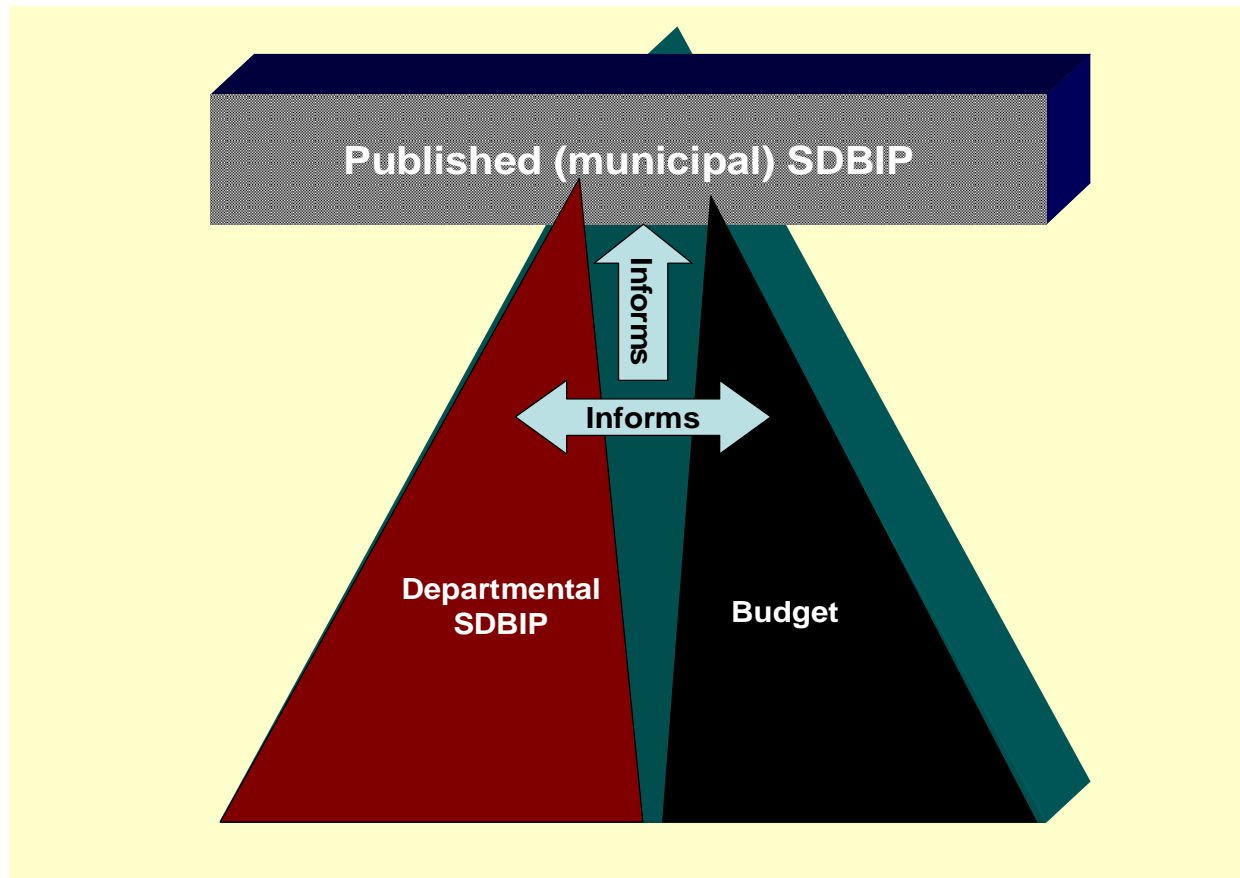 Published (municipal) SDBIP
Informs
Informs
Departmental
SDBIP
Budget